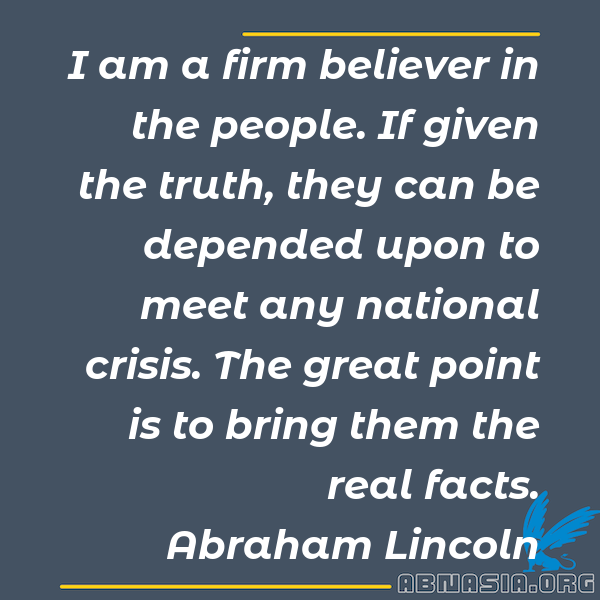 I am a firm believer in
the people. If given
the truth, they can be
depended upon to
meet any national
crisis. The great point
is to bring them the
real facts.
Abraham Lincoln
ABNASIA.ORG